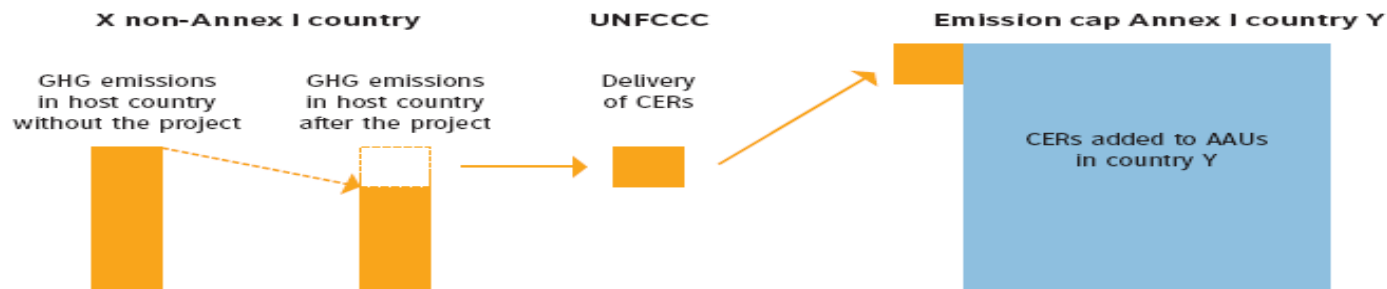 X non-Annex I country
UNFCCC
Emission cap Annex I country Y
GHG emissions
in host country
without the project
GHG emissions
in host country
after the project
Delivery
of CERs
CERs added to AAUs
in country Y